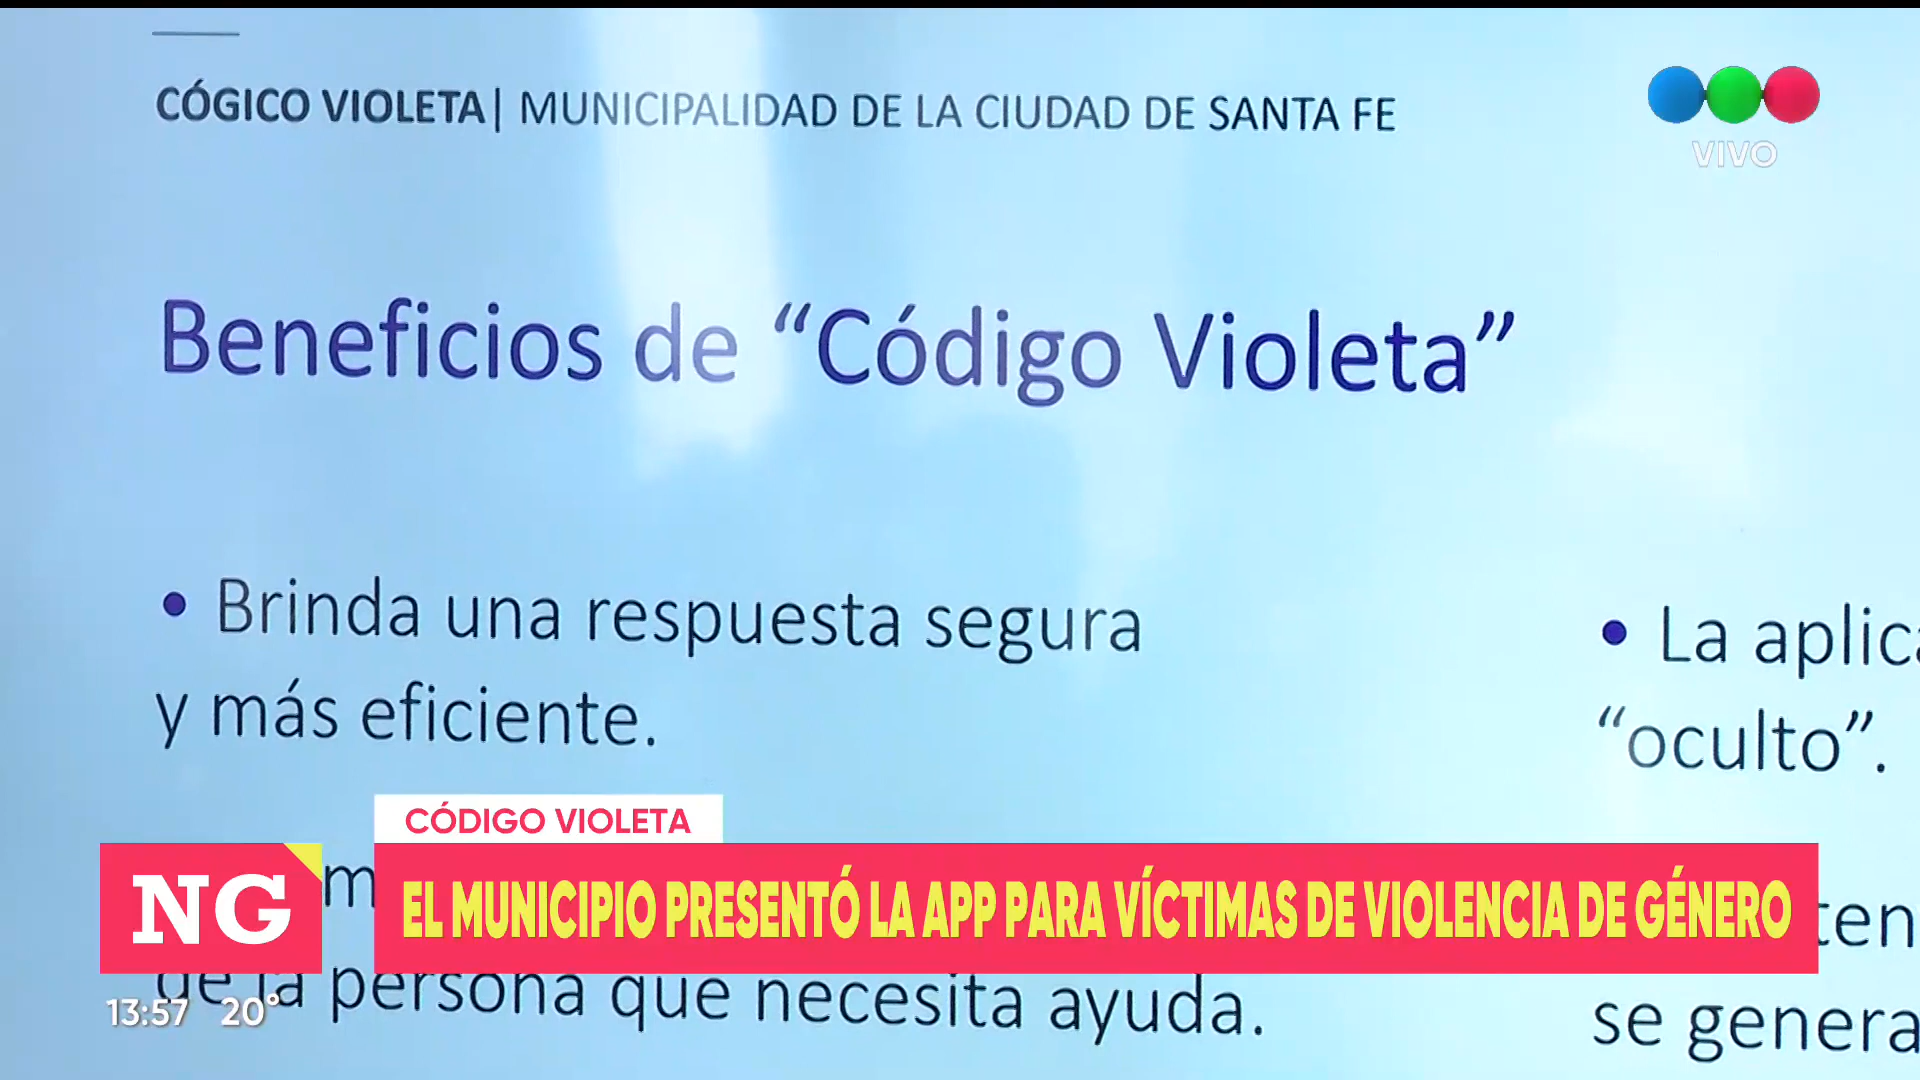 CÓGICO VIOLETA| MUNICIPALIDAD DE LA CIUDAD DE SANTA FE
VIVO
Beneficios de “Código Violeta”
• Brinda una respuesta segura
y más eficiente.
• La aplic
“oculto”.
CÓDIGO VIOLETA
NG
EL MUNICIPIO PRESENTÓ LA APP PARA VÍCTIMAS DE VIOLENCIA DE GÉNERO
de la persona que necesita ayuda.
se genera
13:57 20°